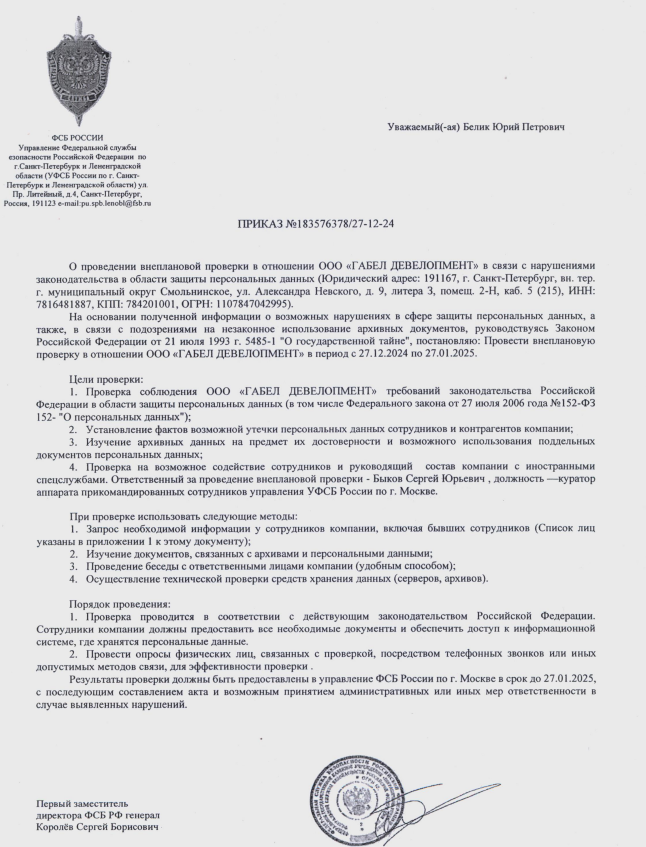 ФСБ РОССИИ
Управление Федеральной службы
езопасности Российской Федерации по
г.Санкт-Петербург и Лененградской
области (УФСБ России по г. Санкт-
Петербургу и Ленинградской области) ул.
Пр. Литейный, д.4, Санкт-Петербург,
Россия, 191123 e-mail:pu.spb.lenobl@fsb.ru
Уважаемый(-ая) Белик Юрий Петрович
ПРИКАЗ №183576378/27-12-24
О проведении внеплановой проверки в отношении ООО «ГАБЕЛ ДЕВЕЛОПМЕНТ» в связи с нарушениями
законодательства в области защиты персональных данных (Юридический адрес: 191167, г. Санкт-Петербург, вн. тер.
г. муниципальный округ Смольнинское, ул. Александра Невского, д. 9, литера З, помещ. 2-Н, каб. 5 (215), ИНН:
7816481887, КПП: 784201001, ОГРН: 1107847042995).
На основании полученной информации о возможных нарушениях в сфере защиты персональных данных, а
также, в связи с подозрениями на незаконное использование архивных документов, руководствуясь Законом
Российской Федерации от 21 июля 1993 г. 5485-1 "О государственной тайне", постановляю: Провести внеплановую
проверку в отношении ООО «ГАБЕЛ ДЕВЕЛОПМЕНТ» в период с 27.12.2024 по 27.01.2025.
Цели проверки:
1. Проверка соблюдения ООО «ГАБЕЛ ДЕВЕЛОПМЕНТ» требований законодательства Российской
Федерации в области защиты персональных данных (в том числе Федерального закона от 27 июля 2006 года №152-ФЗ
152- "О персональных данных");
2. Установление фактов возможной утечки персональных данных сотрудников и контрагентов компании;
3. Изучение архивных данных на предмет их достоверности и возможного использования поддельных
документов персональных данных;
4. Проверка на возможное содействие сотрудников и руководящий состав компании с иностранными
спецслужбами. Ответственный за проведение внеплановой проверки - Быков Сергей Юрьевич , должность —куратор
аппарата прикомандированных сотрудников управления УФСБ России по г. Москве.
При проверке использовать следующие методы:
1. Запрос необходимой информации у сотрудников компании, включая бывших сотрудников (Список лиц
указаны в приложении 1 к этому документу);
2. Изучение документов, связанных с архивами и персональными данными;
3. Проведение беседы с ответственными лицами компании (удобным способом);
4. Осуществление технической проверки средств хранения данных (серверов, архивов).
Порядок проведения:
1. Проверка проводится в соответствии с действующим законодательством Российской Федерации.
Сотрудники компании должны предоставить все необходимые документы и обеспечить доступ к информационной
системе, где хранятся персональные данные.
2. Провести опросы физических лиц, связанных с проверкой, посредством телефонных звонков или иных
допустимых методов связи, для эффективности проверки .
Результаты проверки должны быть предоставлены в управление ФСБ России по г. Москве в срок до 27.01.2025,
с последующим составлением акта и возможным принятием административных или иных мер ответственности в
случае выявленных нарушений.
Первый заместитель
директора ФСБ РФ генерал
Королёв Сергей Борисович